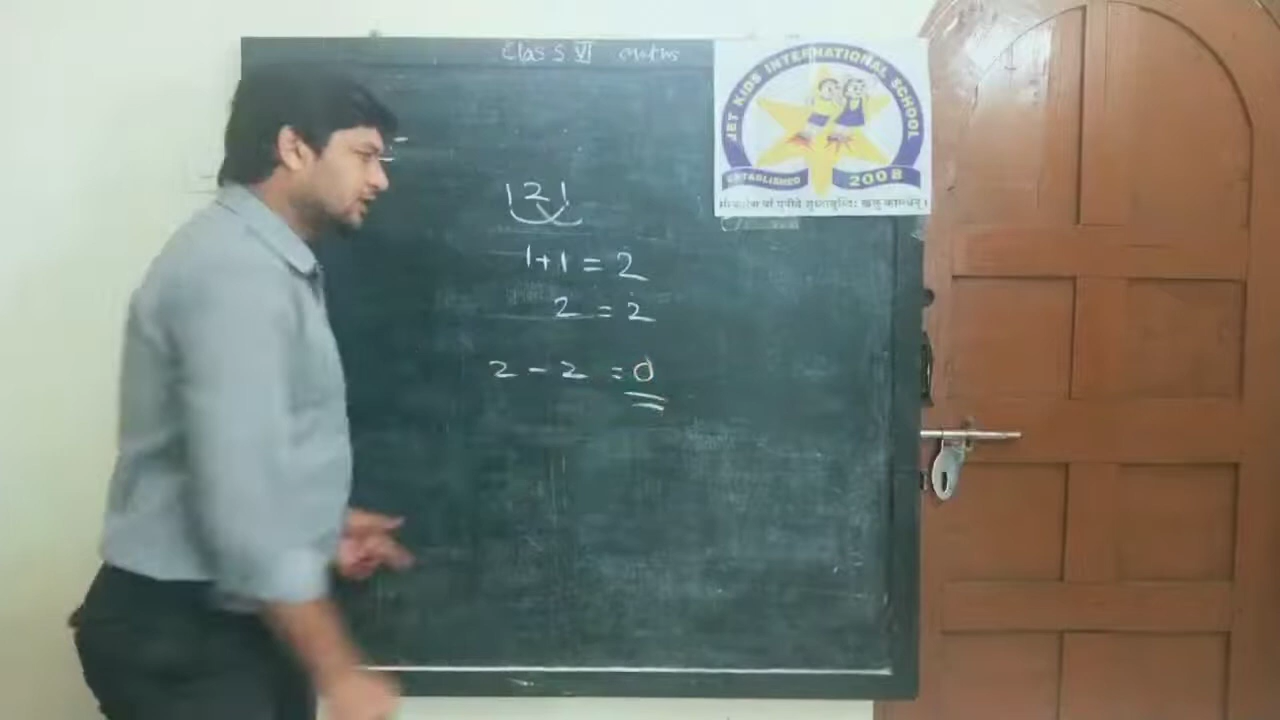 Class VI Maths
JET KIDS INTERNATIONAL SCHOOL
ESTABLISHED 2008
121
1+1=2
2=2
2-2=0